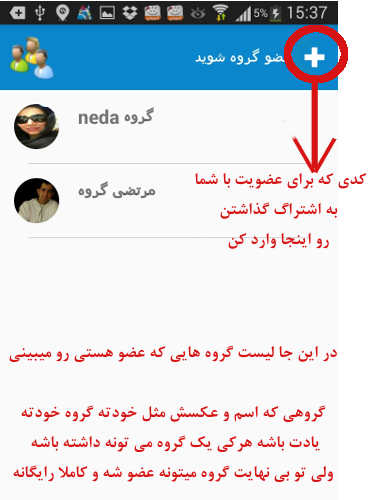 5% 15:37
عضو گروه شوید
گروه neda
مرتضی گروه
کدی که برای عضویت با شما
به اشتراگ گذاشتن
رو اینجا وارد کن
در این جا لیست گروه هایی که عضو هستی رو میبینی
گروهی که اسم و عکسش مثل خودته گروه خودته
یادت باشه هرکی یک گروه می تونه داشته باشه
ولی تو بی نهایت گروه میتونه عضو شه و کاملا رایگانه